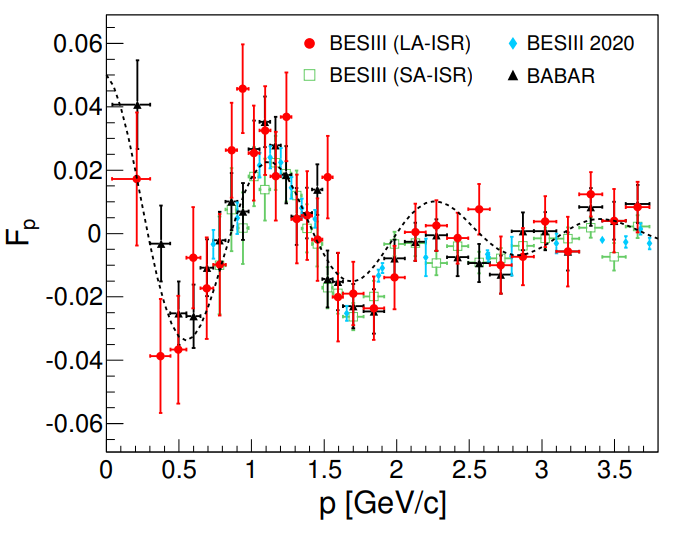 BESIII (LA-ISR) BESIII 2020
BESIII (SA-ISR) BABAR
0.06
0.04
0.02
0
-0.02
-0.04
-0.06
F_p
0 0.5 1 1.5 2 2.5 3 3.5
p [GeV/c]